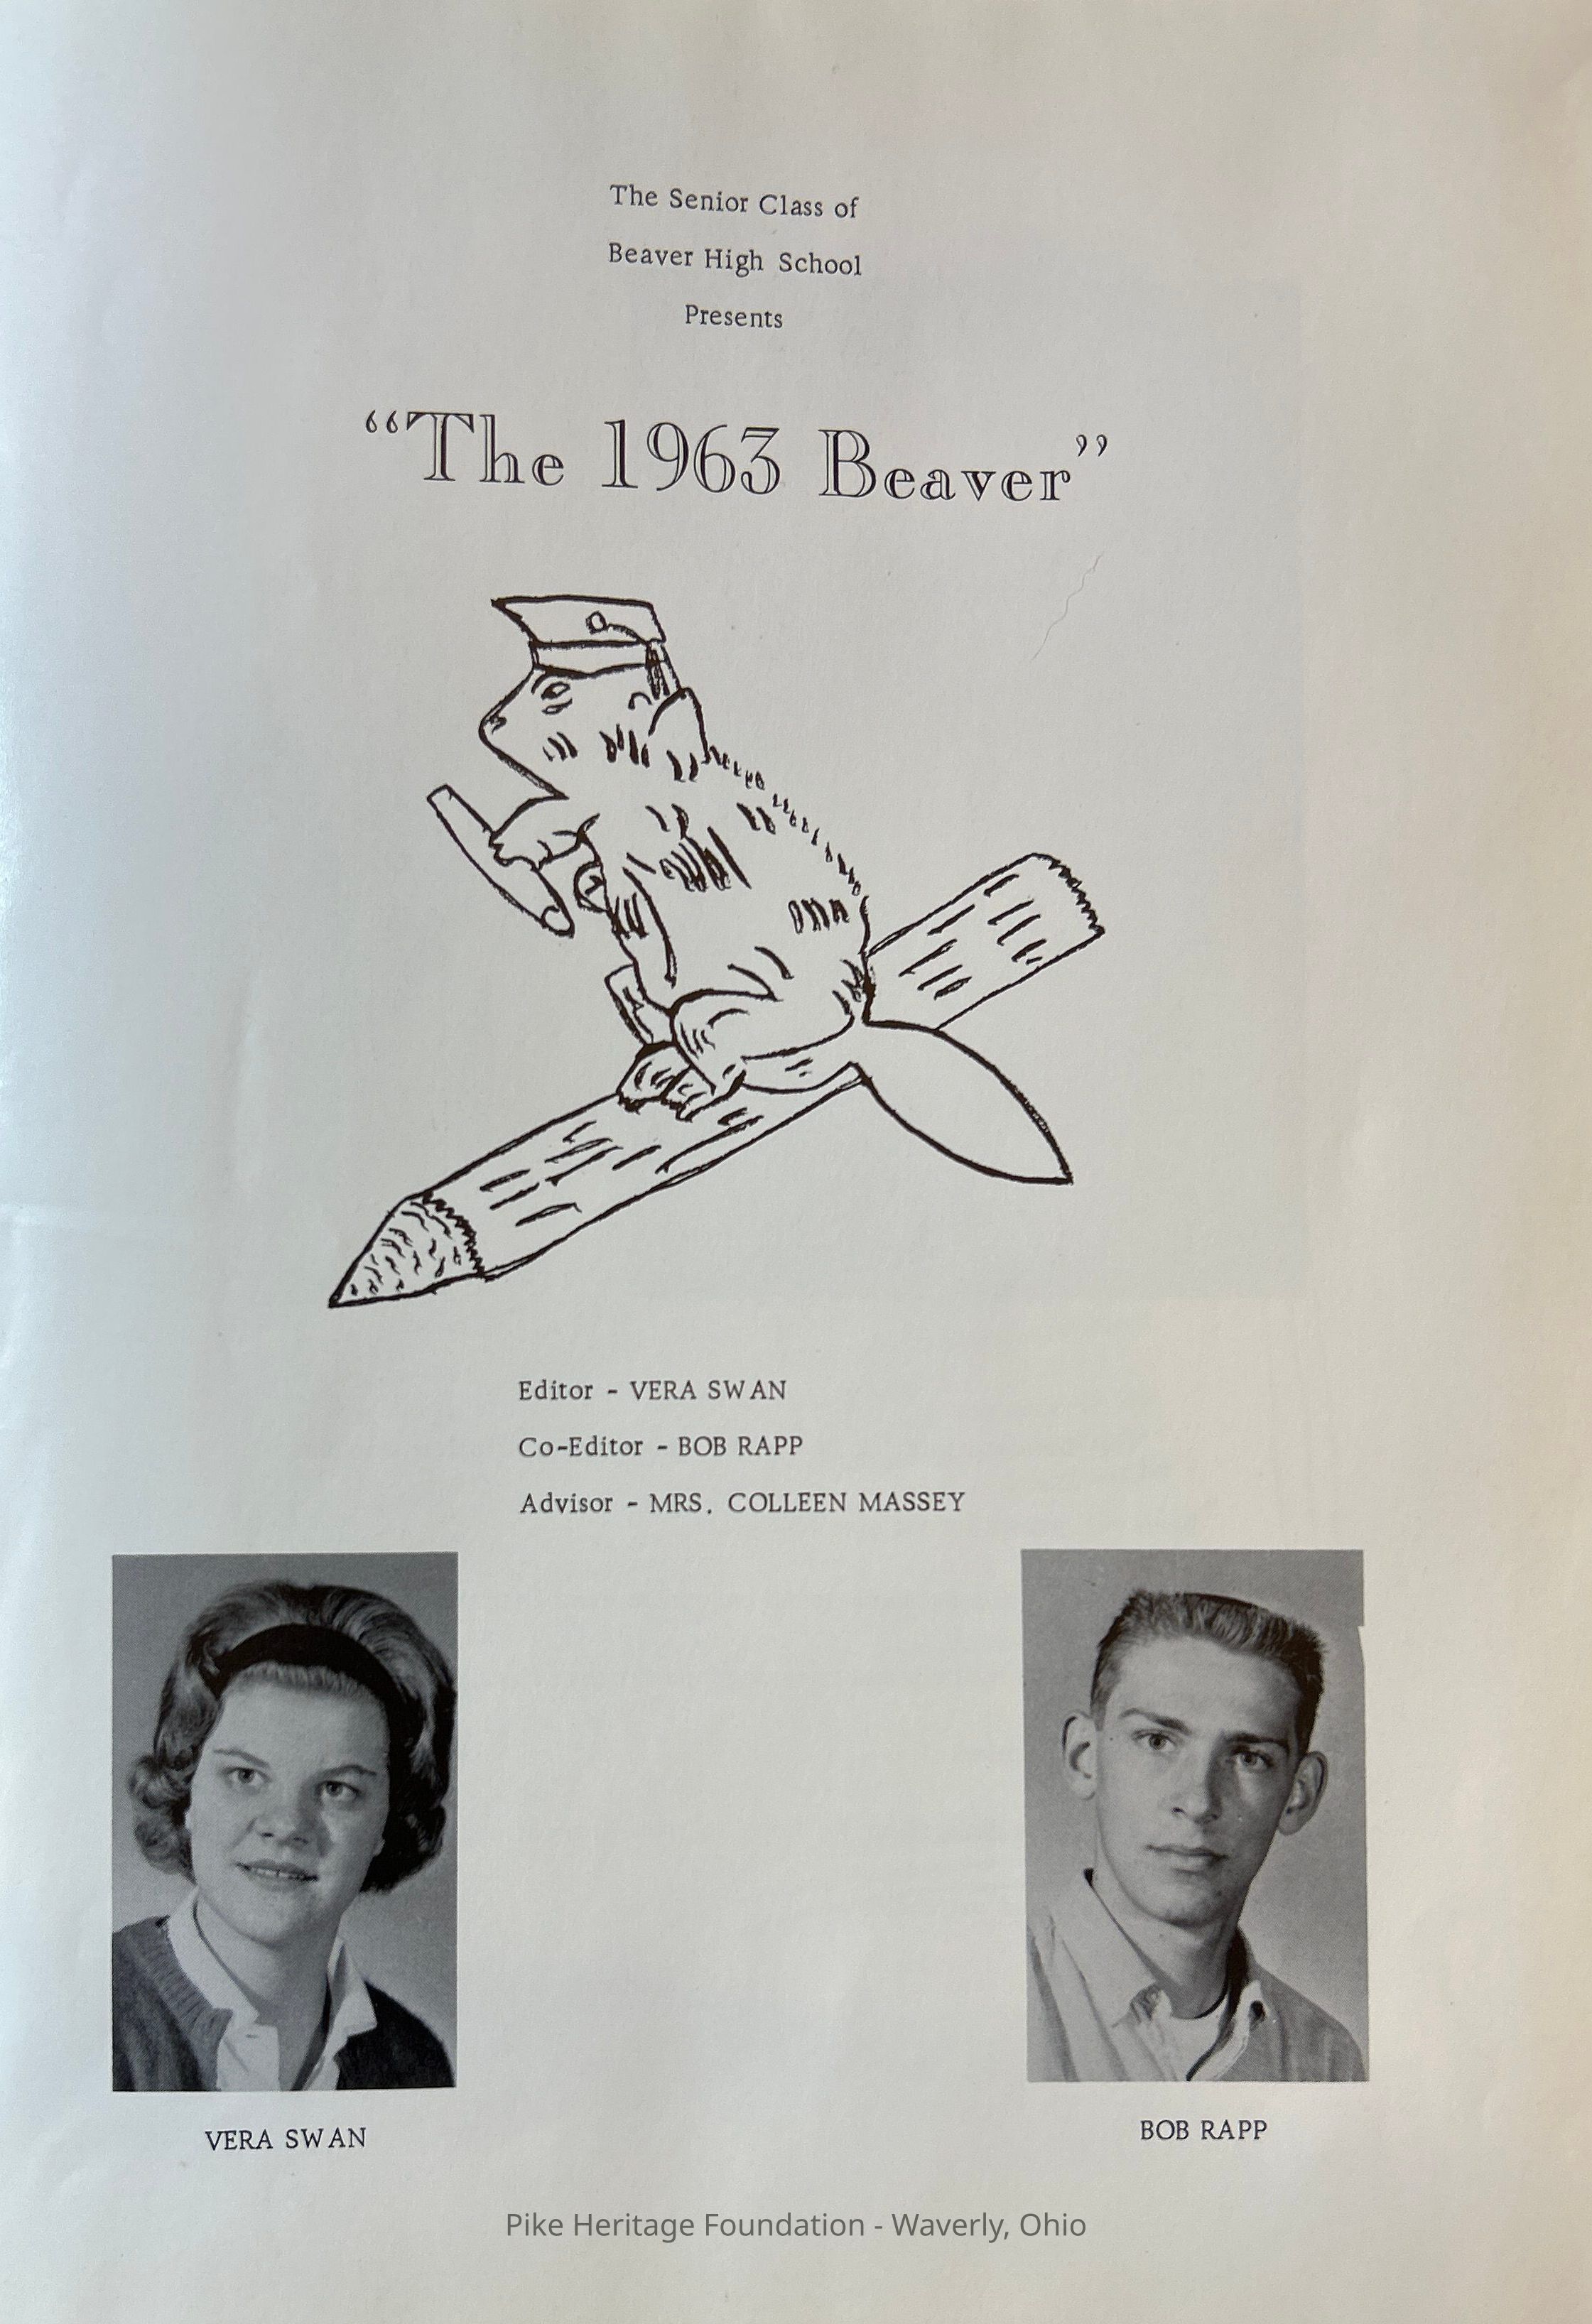 The Senior Class of
Beaver High School
Presents
“The 1963 Beaver”
Editor - VERA SWAN
Co-Editor - BOB RAPP
Advisor - MRS. COLLEEN MASSEY
VERA SWAN
BOB RAPP
Pike Heritage Foundation - Waverly, Ohio